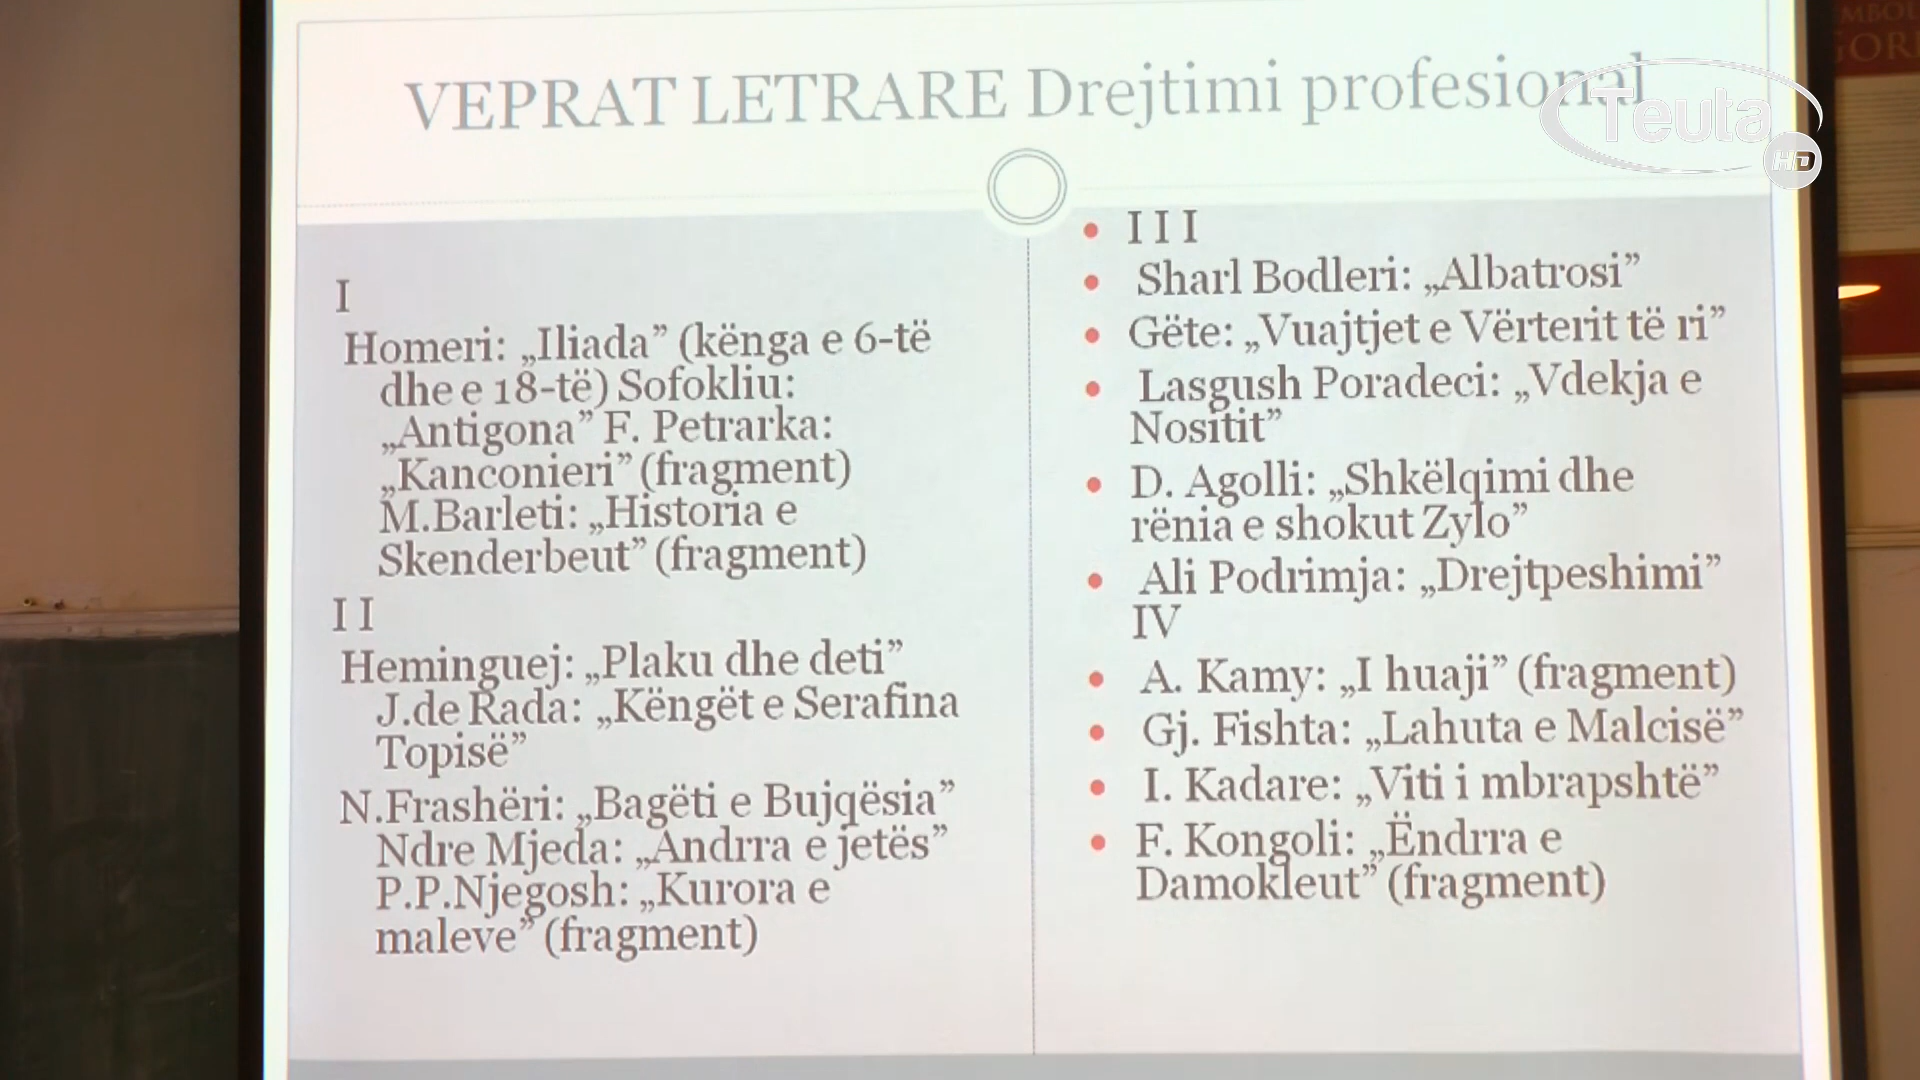 VEPRAT LETRARE Drejtimi profesional
Teuta
HD
I
Homeri: „Iliada” (kënga e 6-të
dhe e 18-të) Sofokliu:
„Antigona” F. Petrarka:
„Kanconieri” (fragment)
M.Barleti: „Historia e
Skenderbeut” (fragment)
I I
Heminguej: „Plaku dhe deti”
J.de Rada: „Këngët e Serafina
Topisë”
N.Frashëri: „Bagëti e Bujqësia”
Ndre Mjeda: „Andrra e jetës”
P.P.Njegosh: „Kurora e
maleve” (fragment)
• I I I
• Sharl Bodleri: „Albatrosi”
• Gëte: „Vuajtjet e Vërterit të ri”
• Lasgush Poradeci: „Vdekja e
Nositit”
• D. Agolli: „Shkëlqimi dhe
rënia e shokut Zylo”
• Ali Podrimja: „Drejtpeshimi”
IV
• A. Kamy: „I huaji” (fragment)
• Gj. Fishta: „Lahuta e Malcisë”
• I. Kadare: „Viti i mbrapshtë”
• F. Kongoli: „Ëndrra e
Damokleut” (fragment)